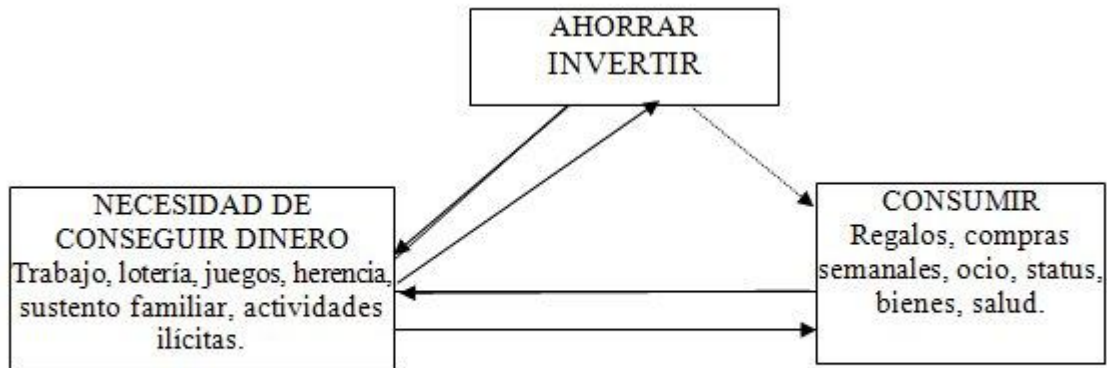 AHORRAR
INVERTIR
NECESIDAD DE
CONSEGUIR DINERO
Trabajo, lotería, juegos, herencia,
sustento familiar, actividades
ilícitas.
CONSUMIR
Regalos, compras
semanales, ocio, status,
bienes, salud.